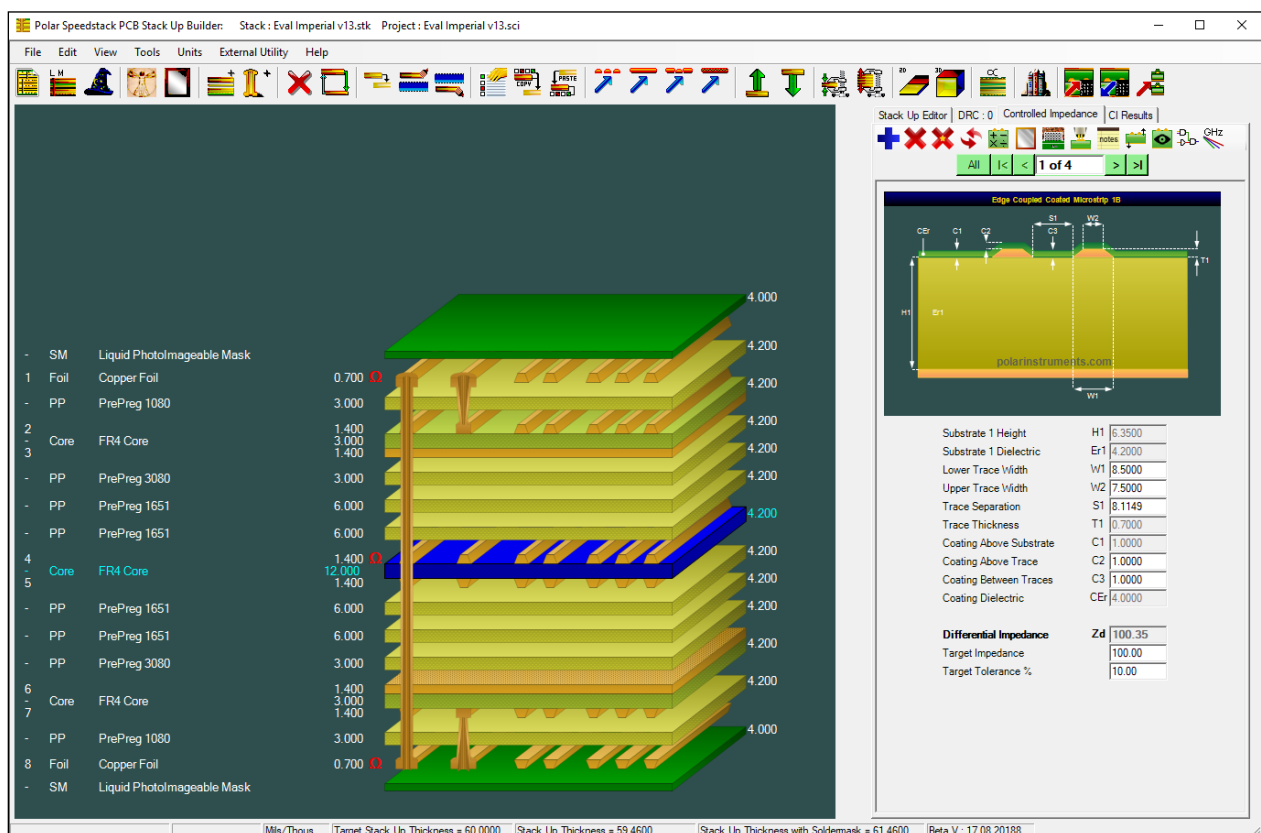 Polar Speedstack PCB Stack Up Builder: Stack : Eval Imperial v13.stk Project : Eval Imperial v13.sci
File Edit View Tools Units External Utility Help
L M + + COPY PASTE 2D 3D CC
Stack Up Editor DRC : 0 Controlled Impedance CI Results
notes GHz
All |< < 1 of 4 > >|
Edge Coupled Coated Microstrip 1B
CEr C1 C2 S1 C3 W2 T1
H1 Er1
polarinstruments.com
W1
4.000
- SM Liquid PhotoImageable Mask 4.200
1 Foil Copper Foil 0.700 Ω 4.200
- PP PrePreg 1080 3.000 4.200
2 1.400
- Core FR4 Core 3.000 4.200
3 1.400
- PP PrePreg 3080 3.000 4.200
- PP PrePreg 1651 6.000 4.200
- PP PrePreg 1651 6.000 4.200
4 1.400 Ω
- Core FR4 Core 12.000 4.200
5 1.400
- PP PrePreg 1651 6.000 4.200
- PP PrePreg 1651 6.000 4.200
- PP PrePreg 3080 3.000 4.200
6 1.400
- Core FR4 Core 3.000 4.200
7 1.400
- PP PrePreg 1080 3.000 4.000
8 Foil Copper Foil 0.700 Ω
- SM Liquid PhotoImageable Mask
Substrate 1 Height H1 6.3500
Substrate 1 Dielectric Er1 4.2000
Lower Trace Width W1 8.5000
Upper Trace Width W2 7.5000
Trace Separation S1 8.1149
Trace Thickness T1 0.7000
Coating Above Substrate C1 1.0000
Coating Above Trace C2 1.0000
Coating Between Traces C3 1.0000
Coating Dielectric CEr 4.0000
Differential Impedance Zd 100.35
Target Impedance 100.00
Target Tolerance % 10.00
Mils/Thous Target Stack Up Thickness = 60.0000 Stack Up Thickness = 59.4600 Stack Up Thickness with Soldermask = 61.4600 Beta V : 17.08.20188